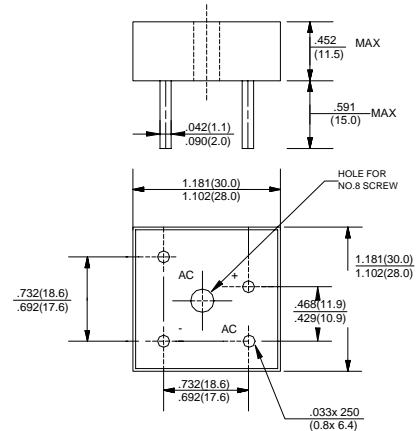 .452
(11.5)
MAX
.591
(15.0)
MAX
.042(1.1)
.090(2.0)
HOLE FOR
NO.8 SCREW
1.181(30.0)
1.102(28.0)
AC
+
1.181(30.0)
1.102(28.0)
.732(18.6)
.692(17.6)
.468(11.9)
.429(10.9)
-
AC
.732(18.6)
.692(17.6)
.033x 250
(0.8x 6.4)